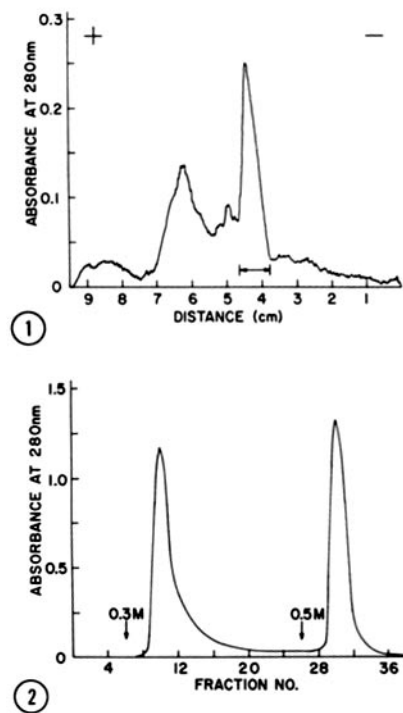 0.3
+ −
ABSORBANCE AT 280nm
0.2
0.1
0
9 8 7 6 5 4 3 2 1
DISTANCE (cm)
1
1.5
ABSORBANCE AT 280nm
1.0
0.3M 0.5M
0.5
0
4 12 20 28 36
FRACTION NO.
2